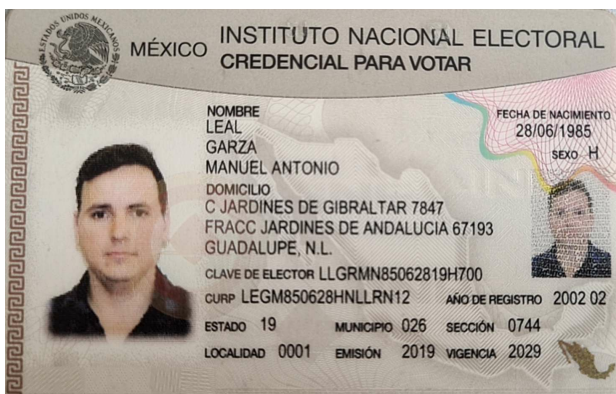 ESTADOS UNIDOS MEXICANOS
MÉXICO INSTITUTO NACIONAL ELECTORAL
CREDENCIAL PARA VOTAR
NOMBRE
LEAL
GARZA
MANUEL ANTONIO
FECHA DE NACIMIENTO
28/06/1985
SEXO H
DOMICILIO
C JARDINES DE GIBRALTAR 7847
FRACC JARDINES DE ANDALUCIA 67193
GUADALUPE, N.L.
CLAVE DE ELECTOR LLGRMN85062819H700
CURP LEGM850628HNLLRN12 AÑO DE REGISTRO 2002 02
ESTADO 19 MUNICIPIO 026 SECCIÓN 0744
LOCALIDAD 0001 EMISIÓN 2019 VIGENCIA 2029